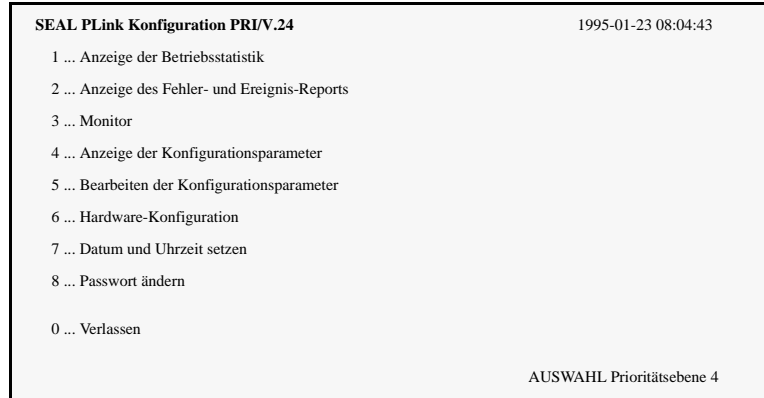 SEAL PLink Konfiguration PRI/V.24 1995-01-23 08:04:43
1 ... Anzeige der Betriebsstatistik
2 ... Anzeige des Fehler- und Ereignis-Reports
3 ... Monitor
4 ... Anzeige der Konfigurationsparameter
5 ... Bearbeiten der Konfigurationsparameter
6 ... Hardware-Konfiguration
7 ... Datum und Uhrzeit setzen
8 ... Passwort ändern
0 ... Verlassen
AUSWAHL Prioritätsebene 4